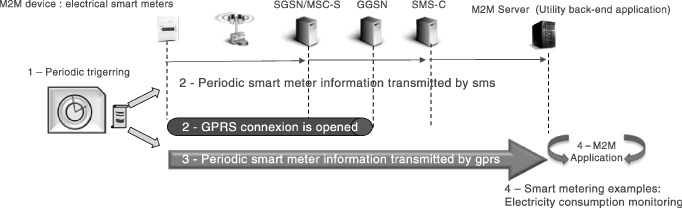 M2M device : electrical smart meters
SGSN/MSC-S
GGSN
SMS-C
M2M Server (Utility back-end application)
1 – Periodic trigerring
2 - Periodic smart meter information transmitted by sms
2 - GPRS connexion is opened
3 - Periodic smart meter information transmitted by gprs
4 – M2M
Application
4 – Smart metering examples:
Electricity consumption monitoring